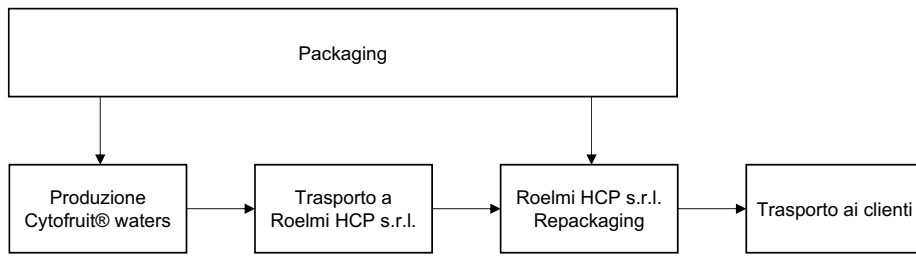 Packaging
Produzione
Cytofruit® waters
Trasporto a
Roelmi HCP s.r.l.
Roelmi HCP s.r.l.
Repackaging
Trasporto ai clienti